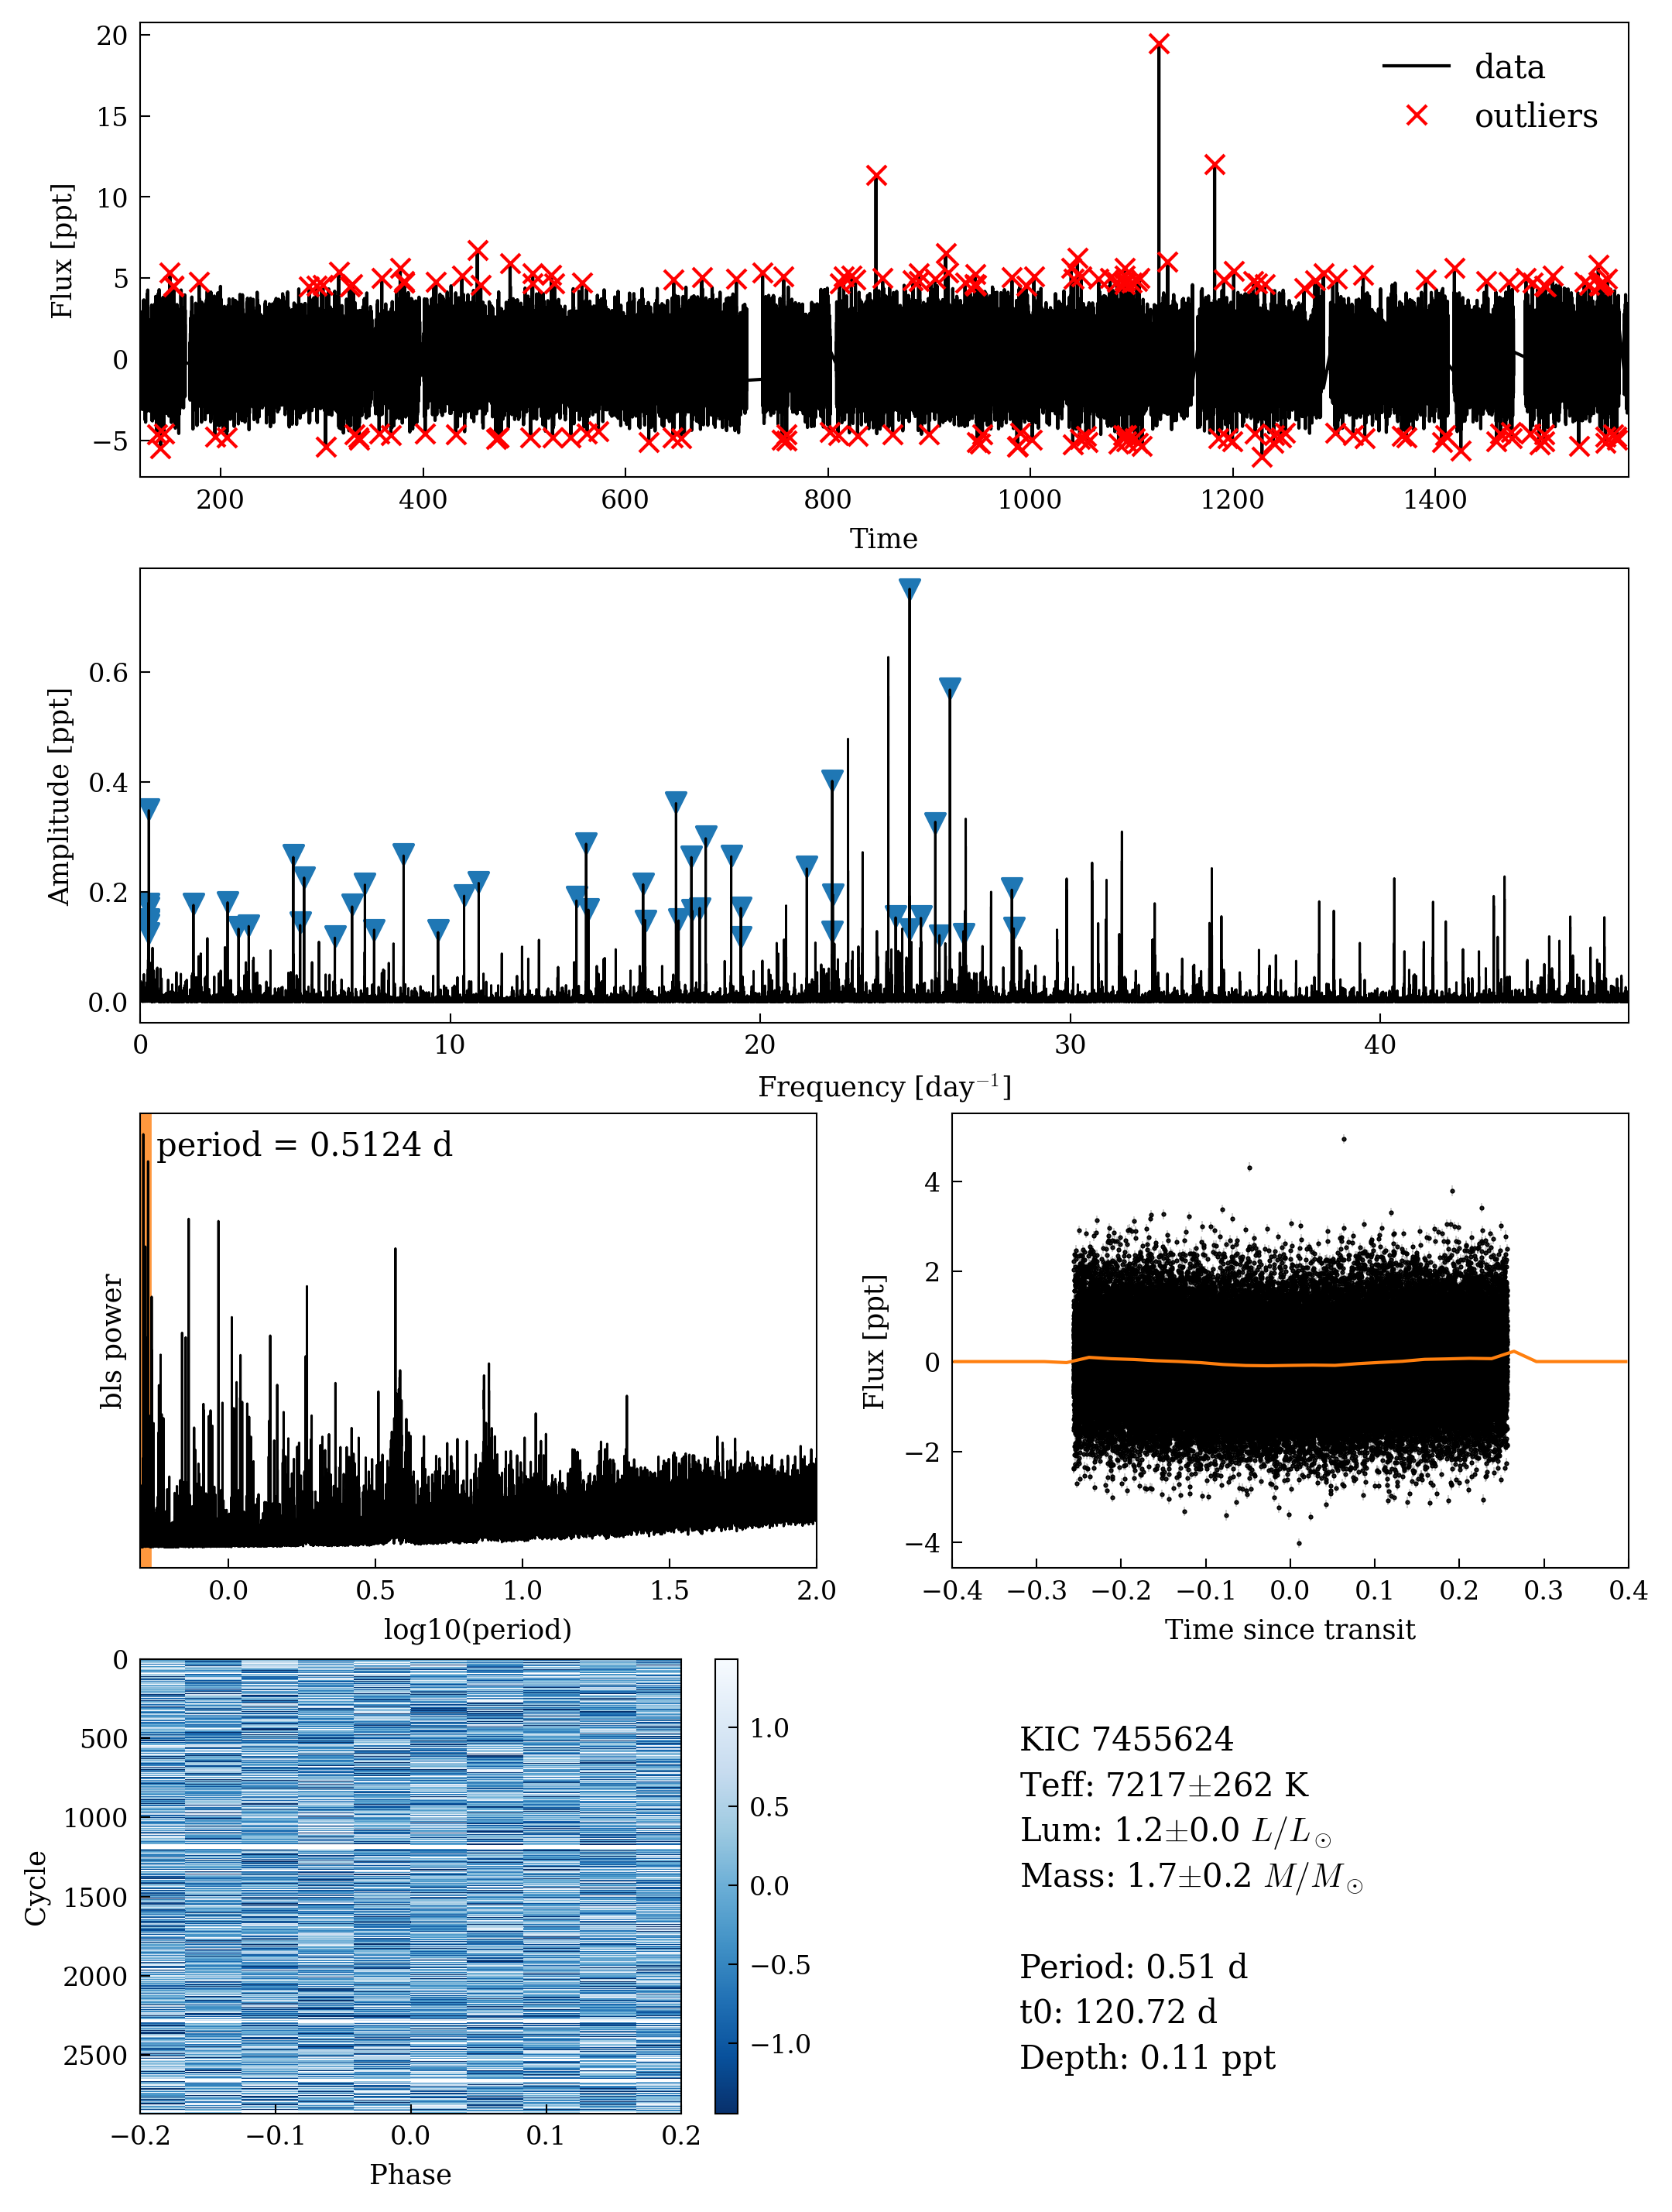 20
15
10
5
0
−5
Flux [ppt]
data
outliers
200 400 600 800 1000 1200 1400
Time
0.6
0.4
0.2
0.0
Amplitude [ppt]
0 10 20 30 40
Frequency [day⁻¹]
period = 0.5124 d
bls power
0.0 0.5 1.0 1.5 2.0
log10(period)
4
2
0
−2
−4
Flux [ppt]
−0.4 −0.3 −0.2 −0.1 0.0 0.1 0.2 0.3 0.4
Time since transit
0
500
1000
1500
2000
2500
Cycle
−0.2 −0.1 0.0 0.1 0.2
Phase
1.0
0.5
0.0
−0.5
−1.0
KIC 7455624
Teff: 7217±262 K
Lum: 1.2±0.0 L/L☉
Mass: 1.7±0.2 M/M☉
Period: 0.51 d
t0: 120.72 d
Depth: 0.11 ppt